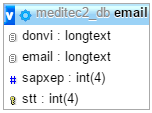 v meditec2_db email
donvi : longtext
email : longtext
# sapxep : int(4)
stt : int(4)